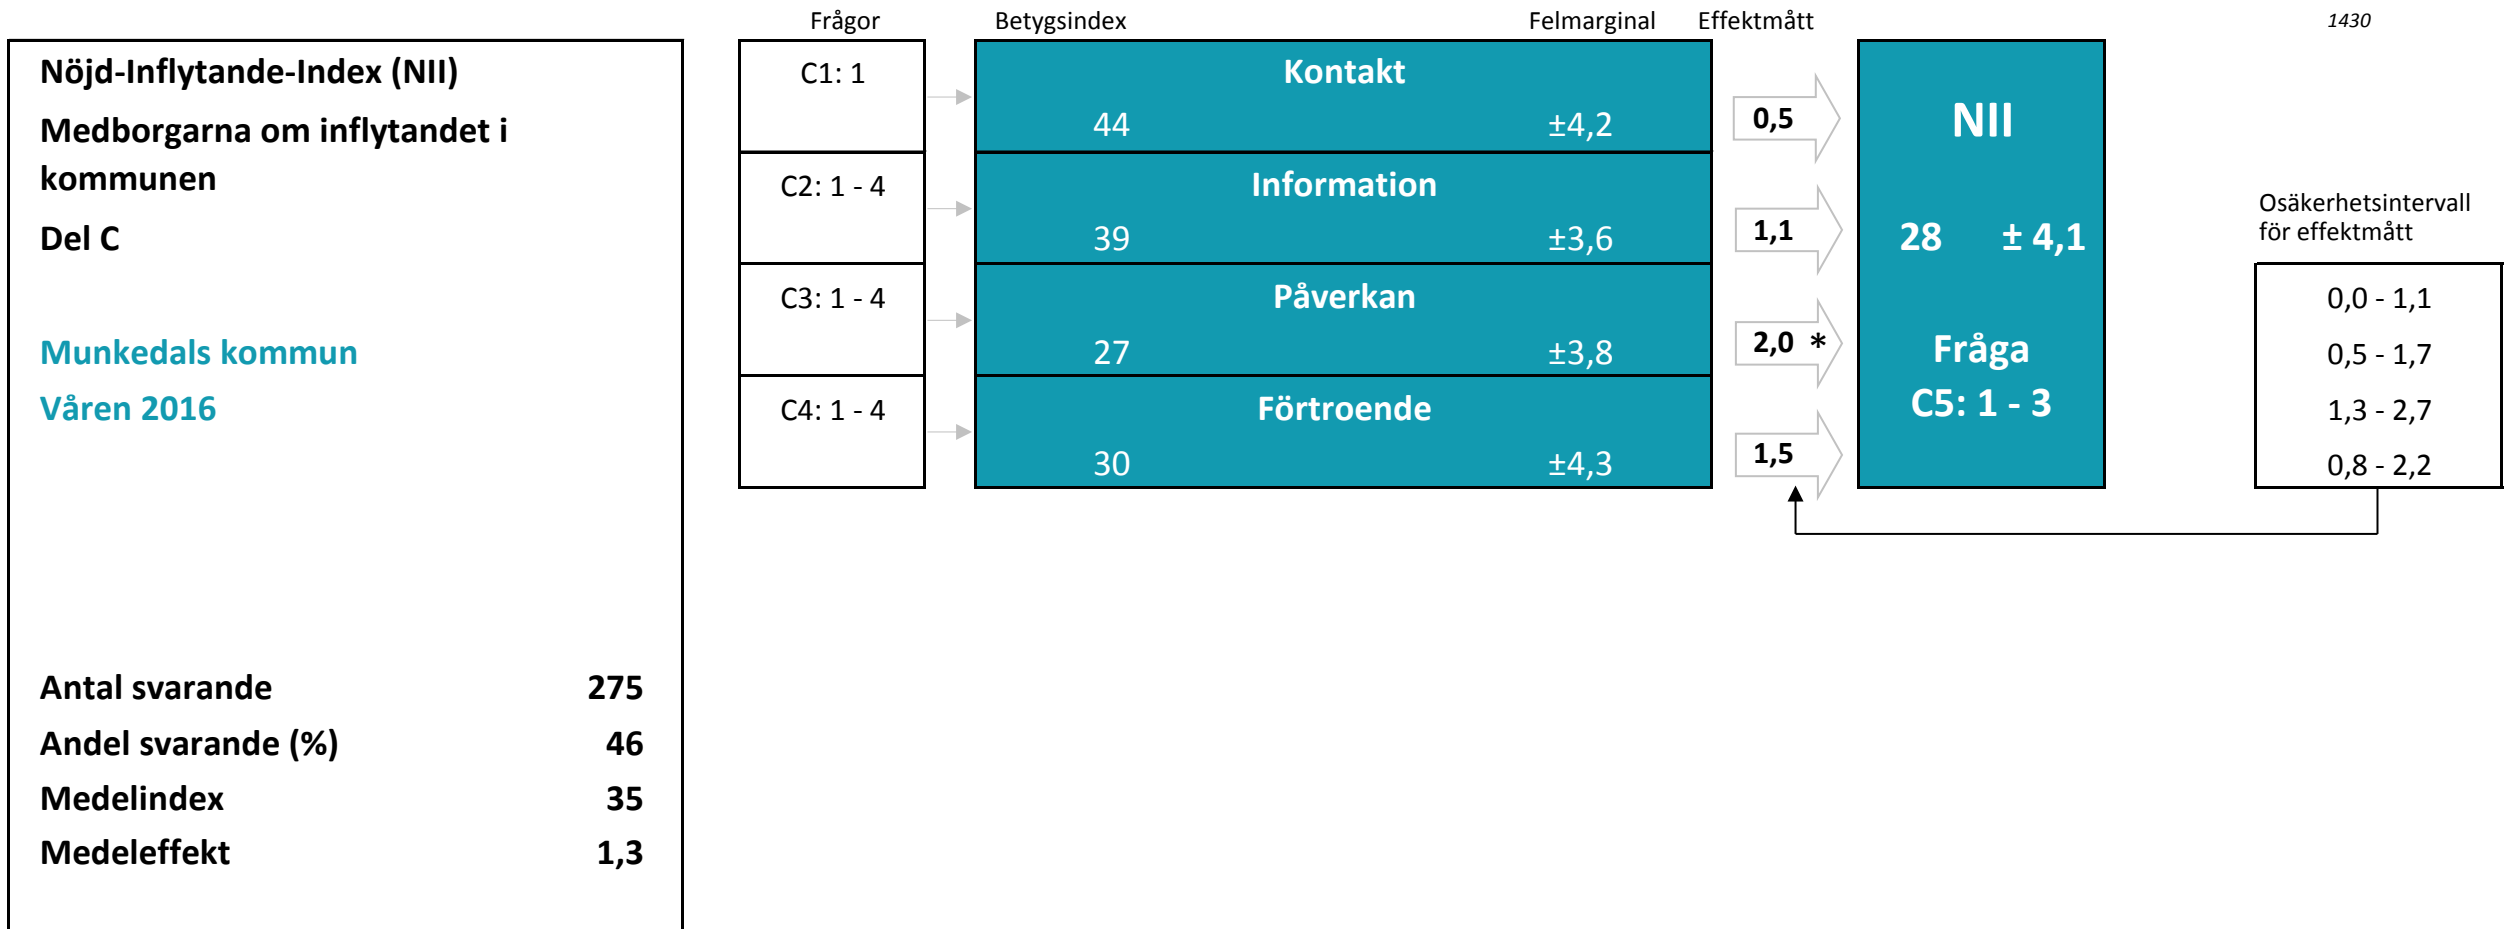 Frågor
Betygsindex
Felmarginal
Effektmått
1430
Nöjd-Inflytande-Index (NII)
Medborgarna om inflytandet i
kommunen
Del C
Munkedals kommun
Våren 2016
Antal svarande 275
Andel svarande (%) 46
Medelindex 35
Medeleffekt 1,3
C1: 1
Kontakt
44 ±4,2
0,5
C2: 1 - 4
Information
39 ±3,6
1,1
C3: 1 - 4
Påverkan
27 ±3,8
2,0 *
C4: 1 - 4
Förtroende
30 ±4,3
1,5
NII
28 ± 4,1
Fråga
C5: 1 - 3
Osäkerhetsintervall
för effektmått
0,0 - 1,1
0,5 - 1,7
1,3 - 2,7
0,8 - 2,2